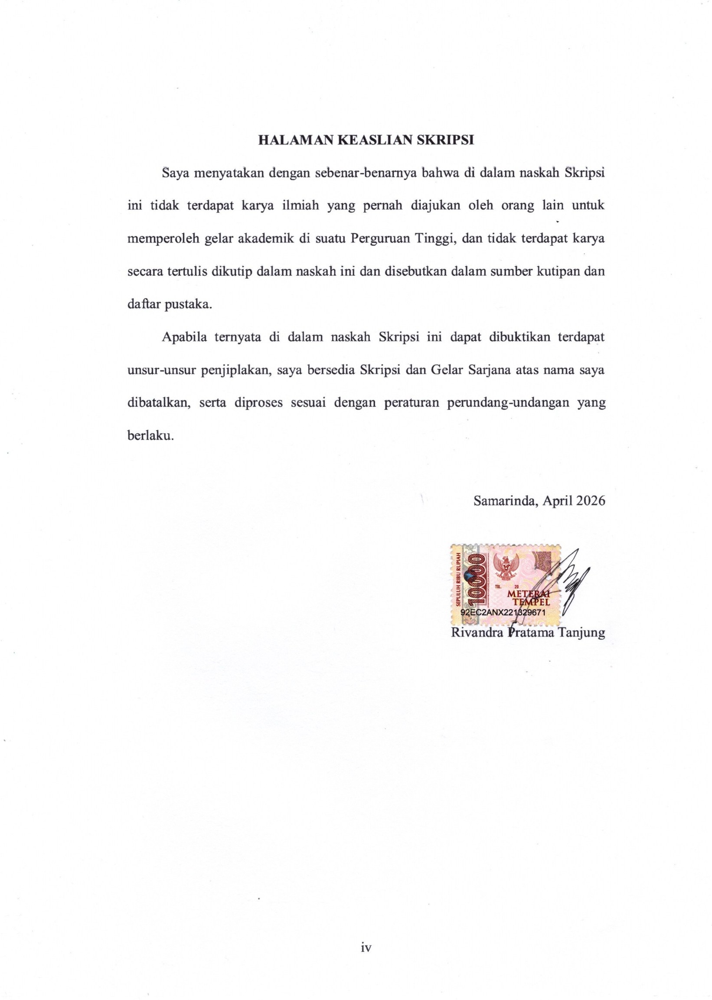 HALAMAN KEASLIAN SKRIPSI
Saya menyatakan dengan sebenar-benarnya bahwa di dalam naskah Skripsi
ini tidak terdapat karya ilmiah yang pernah diajukan oleh orang lain untuk
memperoleh gelar akademik di suatu Perguruan Tinggi, dan tidak terdapat karya
secara tertulis dikutip dalam naskah ini dan disebutkan dalam sumber kutipan dan
daftar pustaka.
Apabila ternyata di dalam naskah Skripsi ini dapat dibuktikan terdapat
unsur-unsur penjiplakan, saya bersedia Skripsi dan Gelar Sarjana atas nama saya
dibatalkan, serta diproses sesuai dengan peraturan perundang-undangan yang
berlaku.
Samarinda, April 2026
SEPULUH RIBU RUPIAH
10000
TGL. 20
METERAI
TEMPEL
92EC2ANX221329671
Rivandra Pratama Tanjung
iv